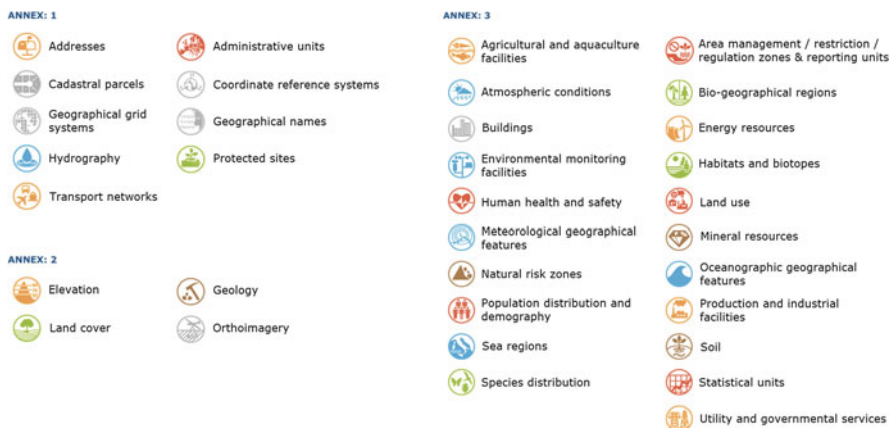 ANNEX: 1
Addresses
Administrative units
Cadastral parcels
Coordinate reference systems
Geographical grid
systems
Geographical names
Hydrography
Protected sites
Transport networks
ANNEX: 2
Elevation
Geology
Land cover
Orthoimagery
ANNEX: 3
Agricultural and aquaculture
facilities
Area management / restriction /
regulation zones & reporting units
Atmospheric conditions
Bio-geographical regions
Buildings
Energy resources
Environmental monitoring
facilities
Habitats and biotopes
Human health and safety
Land use
Meteorological geographical
features
Mineral resources
Natural risk zones
Oceanographic geographical
features
Population distribution and
demography
Production and industrial
facilities
Sea regions
Soil
Species distribution
Statistical units
Utility and governmental services